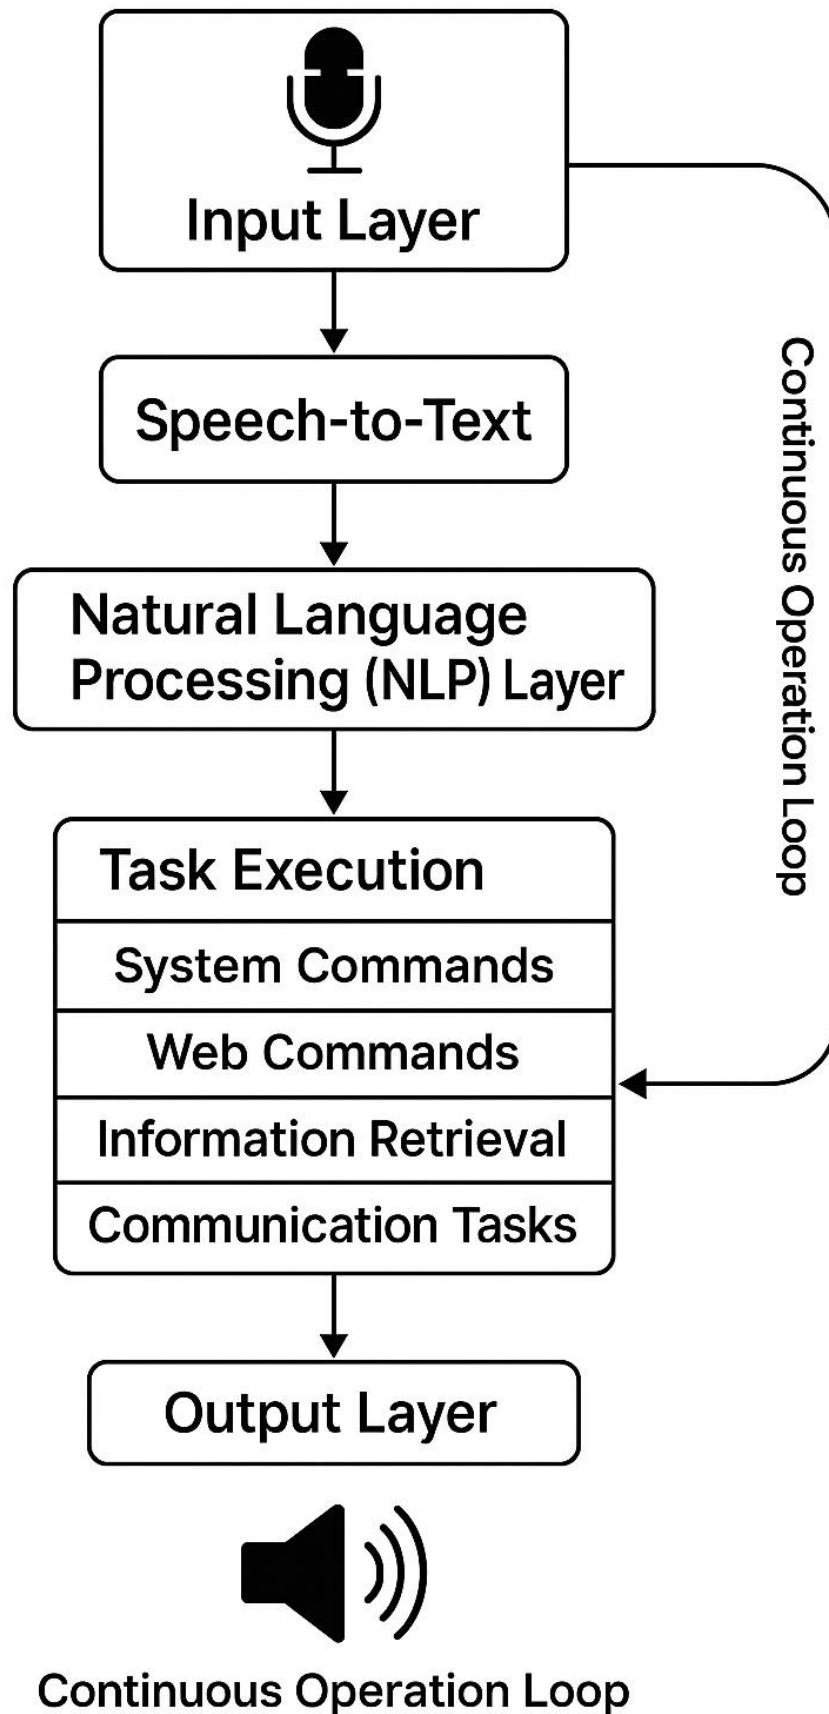 Input Layer
Speech-to-Text
Natural Language
Processing (NLP) Layer
Task Execution
System Commands
Web Commands
Information Retrieval
Communication Tasks
Output Layer
Continuous Operation Loop
Continuous Operation Loop